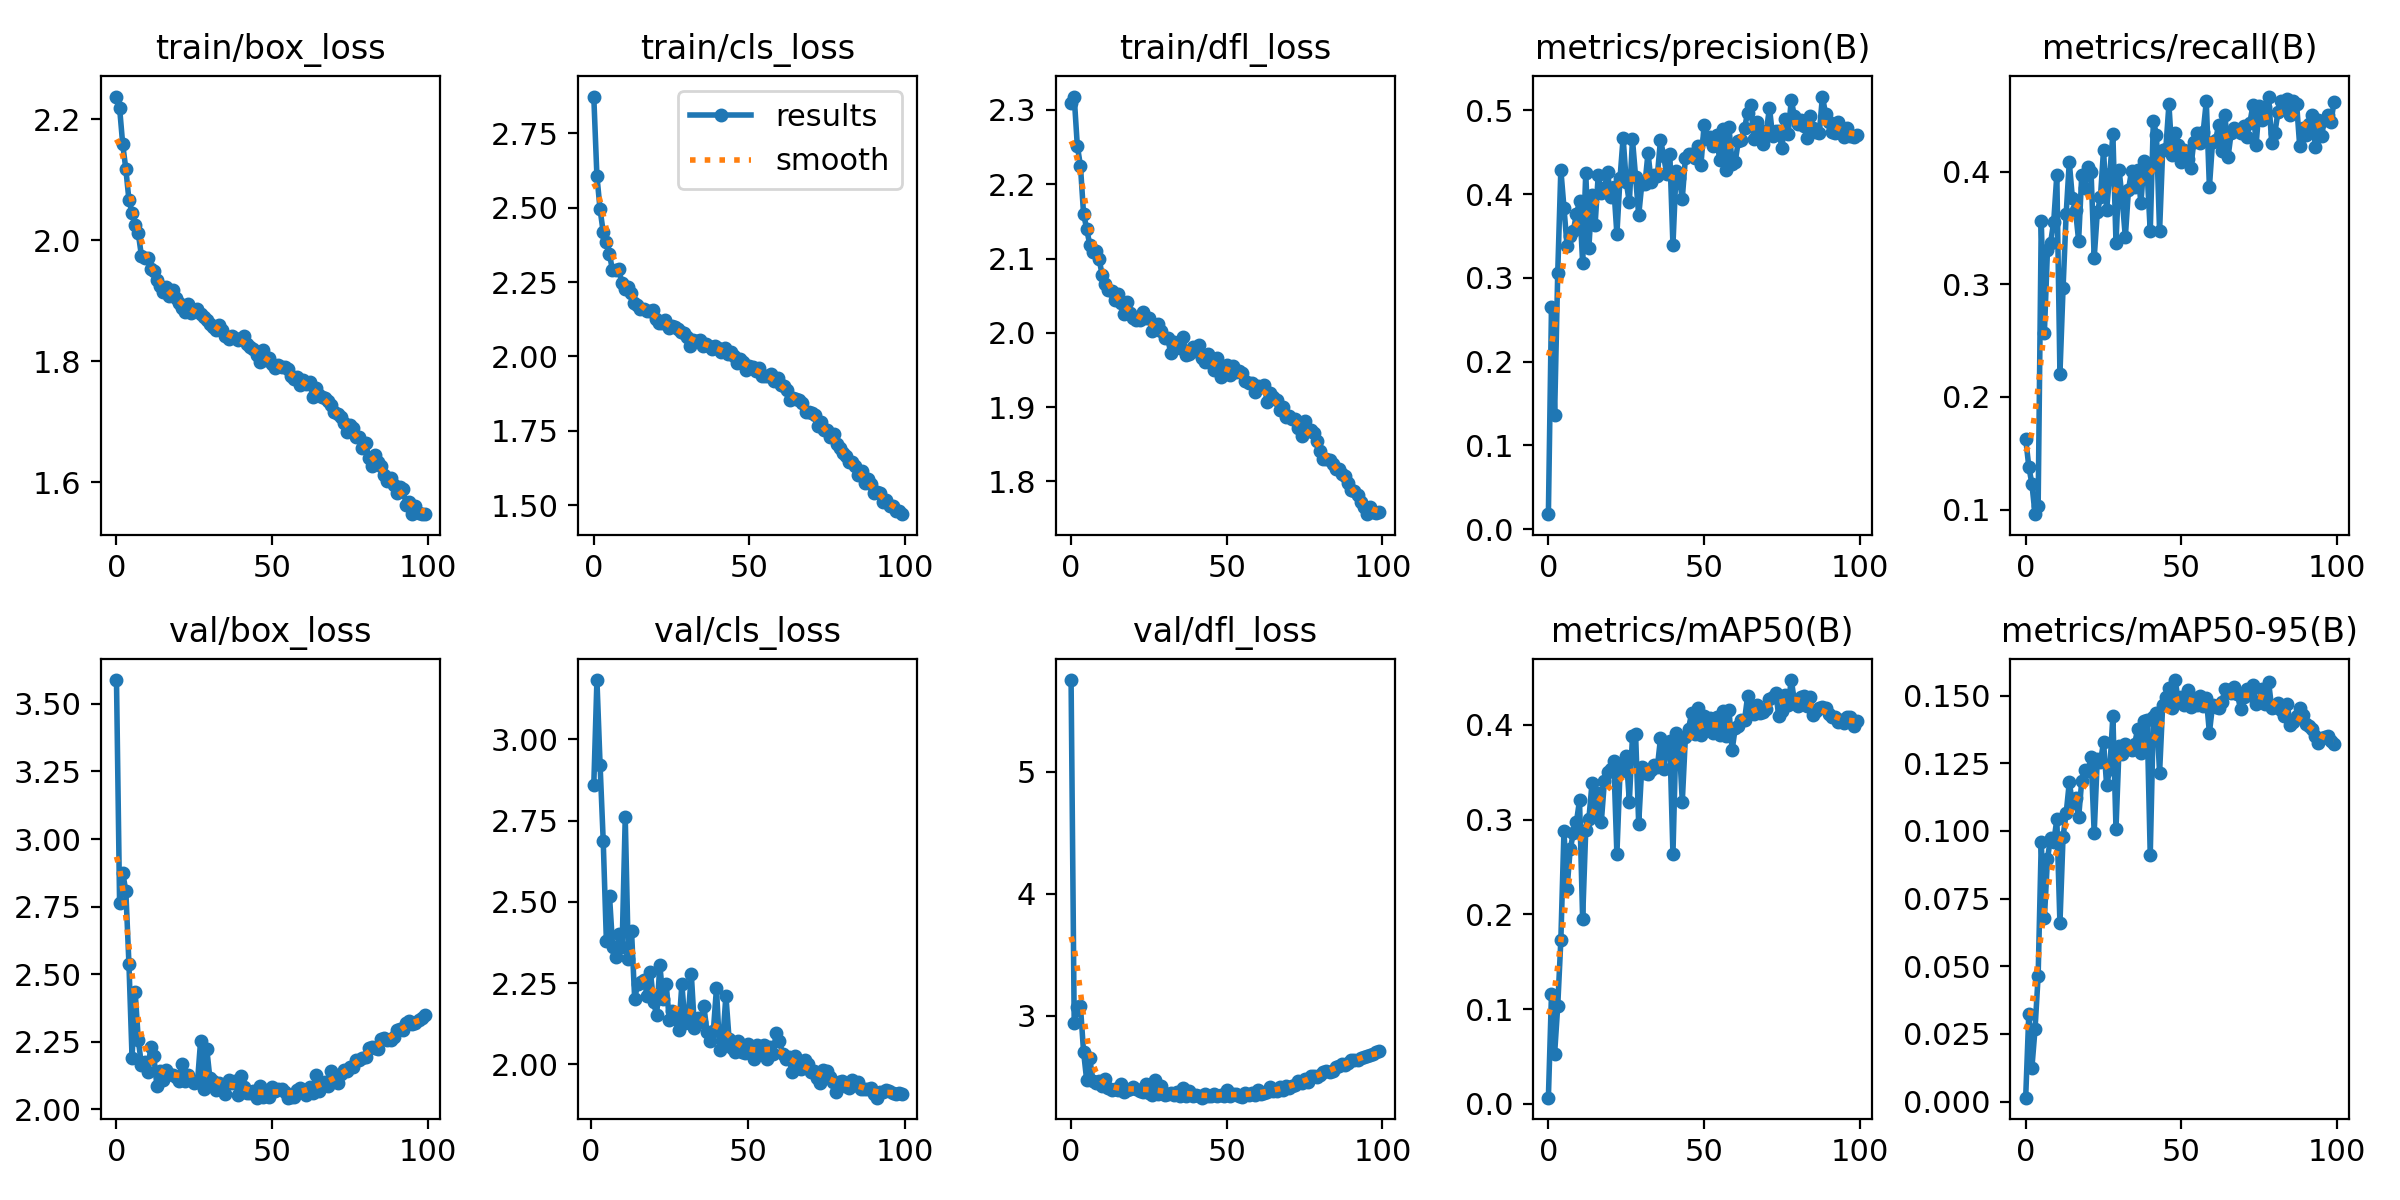 train/box_loss
train/cls_loss
train/dfl_loss
metrics/precision(B)
metrics/recall(B)
2.2
2.0
1.8
1.6
0 50 100
results
smooth
2.75
2.50
2.25
2.00
1.75
1.50
0 50 100
2.3
2.2
2.1
2.0
1.9
1.8
0 50 100
0.5
0.4
0.3
0.2
0.1
0.0
0 50 100
0.4
0.3
0.2
0.1
0 50 100
val/box_loss
val/cls_loss
val/dfl_loss
metrics/mAP50(B)
metrics/mAP50-95(B)
3.50
3.25
3.00
2.75
2.50
2.25
2.00
0 50 100
3.00
2.75
2.50
2.25
2.00
0 50 100
5
4
3
0 50 100
0.4
0.3
0.2
0.1
0.0
0 50 100
0.150
0.125
0.100
0.075
0.050
0.025
0.000
0 50 100